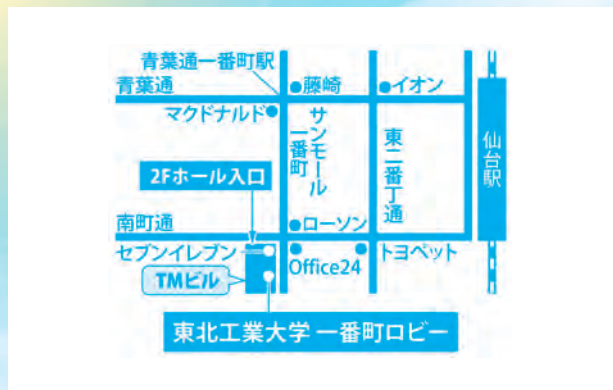 青葉通一番町駅
青葉通
藤崎
イオン
マクドナルド
サンモール
一番町
東二番丁通
仙台駅
2Fホール入口
南町通
ローソン
セブンイレブン
Office24
トヨペット
TMビル
東北工業大学 一番町ロビー